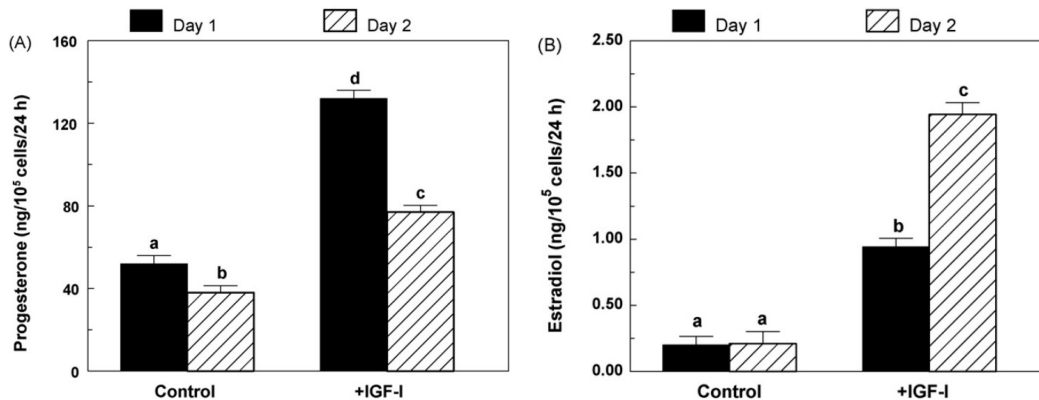 Day 1 Day 2
(A)
Progesterone (ng/10⁵ cells/24 h)
160
120
80
40
0
a
b
d
c
Control +IGF-I
Day 1 Day 2
(B)
Estradiol (ng/10⁵ cells/24 h)
2.50
2.00
1.50
1.00
0.50
0.00
a
a
b
c
Control +IGF-I